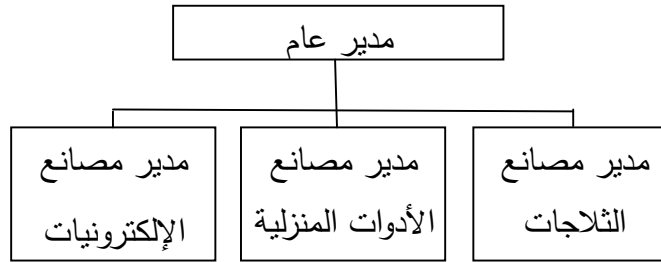 مدير عام
مدير مصانع
الثلاجات
مدير مصانع
الأدوات المنزلية
مدير مصانع
الإلكترونيات